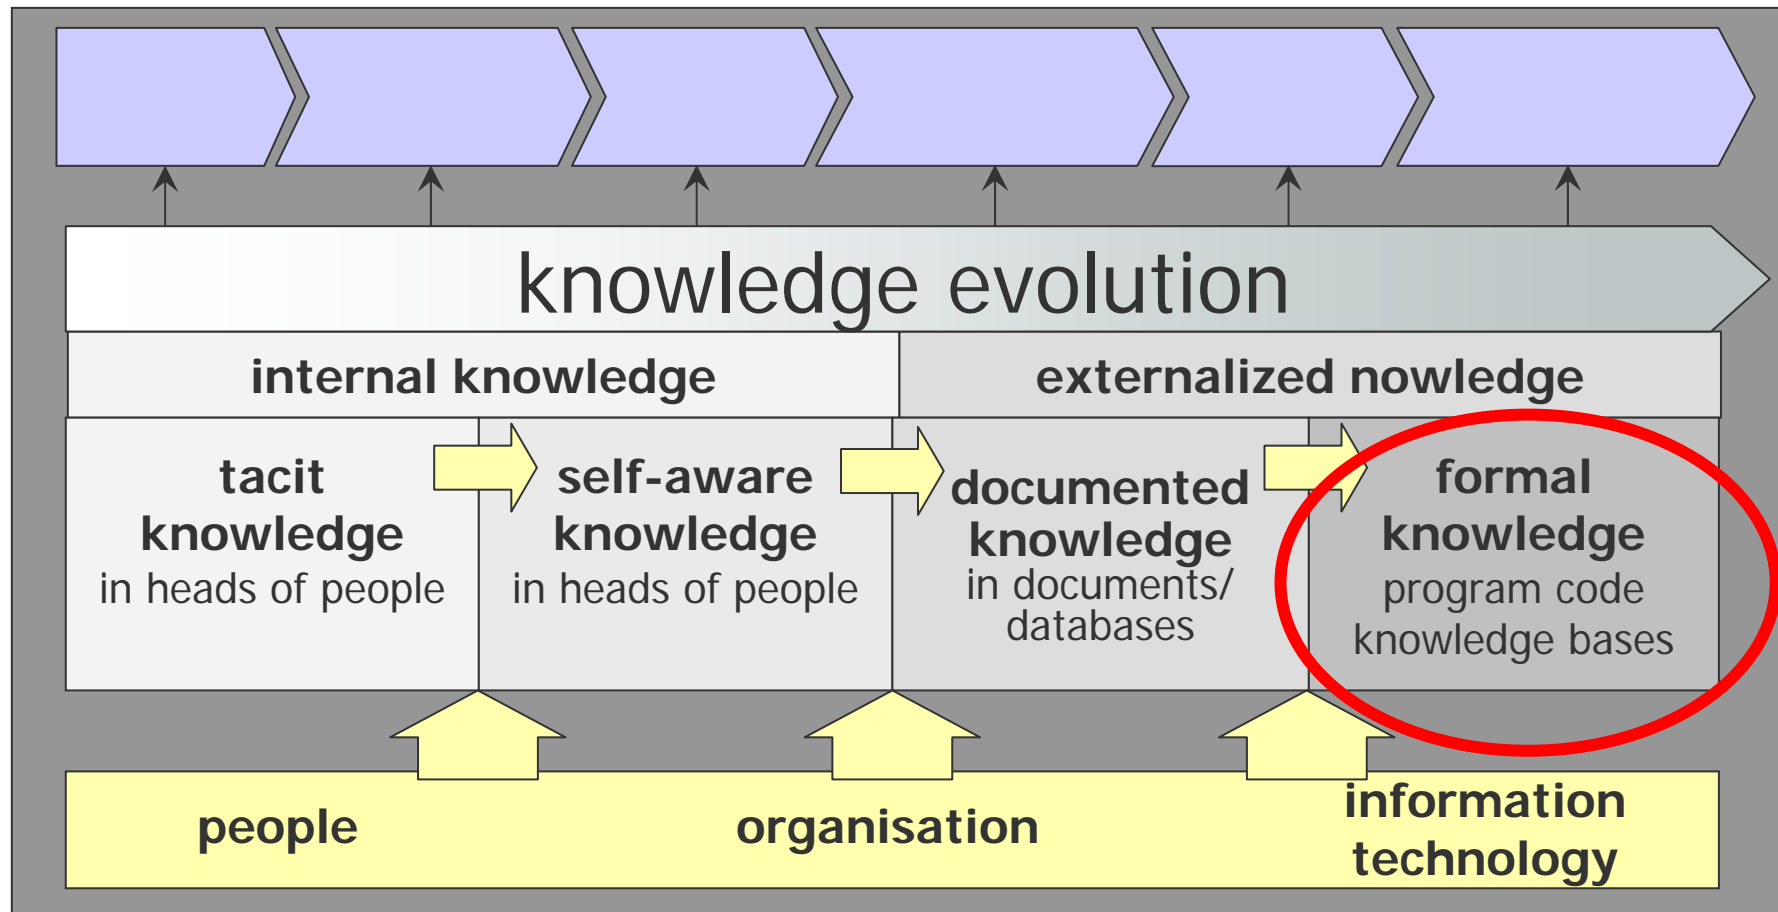 knowledge evolution
internal knowledge
externalized nowledge
tacit
knowledge
in heads of people
self-aware
knowledge
in heads of people
documented
knowledge
in documents/
databases
formal
knowledge
program code
knowledge bases
people
organisation
information
technology